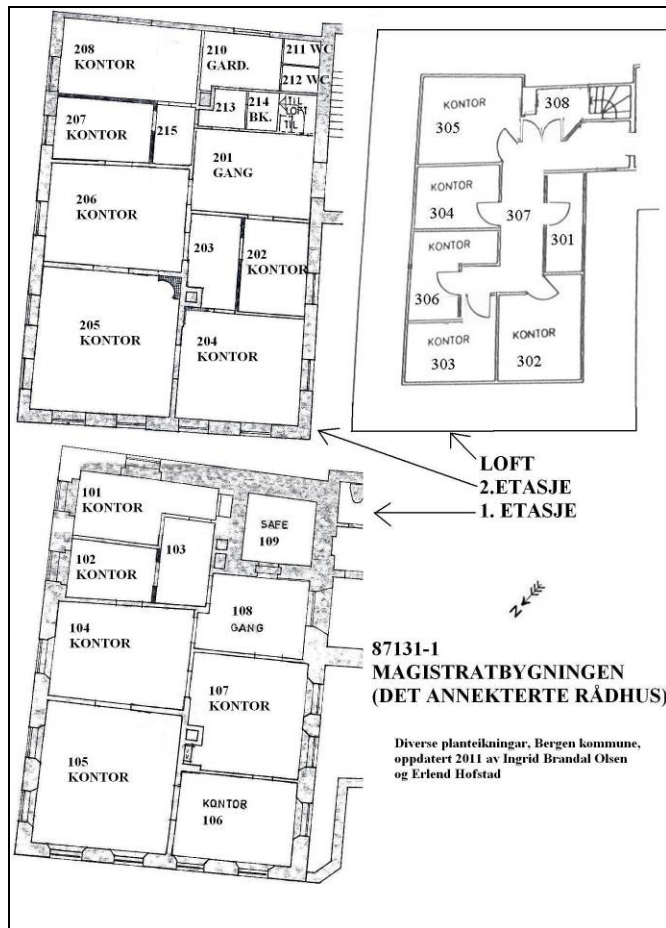 208
KONTOR
210
GARD.
211 WC
212 WC
207
KONTOR
215
213
214
BK.
TIL
LOFT
TIL
201
GANG
206
KONTOR
203
202
KONTOR
205
KONTOR
204
KONTOR
KONTOR
305
308
KONTOR
304
307
301
KONTOR
306
KONTOR
303
KONTOR
302
LOFT
2.ETASJE
1. ETASJE
101
KONTOR
SAFE
109
102
KONTOR
103
108
GANG
104
KONTOR
107
KONTOR
105
KONTOR
KONTOR
106
N
87131-1
MAGISTRATBYGNINGEN
(DET ANNEKTERTE RÅDHUS)
Diverse planteikningar, Bergen kommune,
oppdatert 2011 av Ingrid Brandal Olsen
og Erlend Hofstad